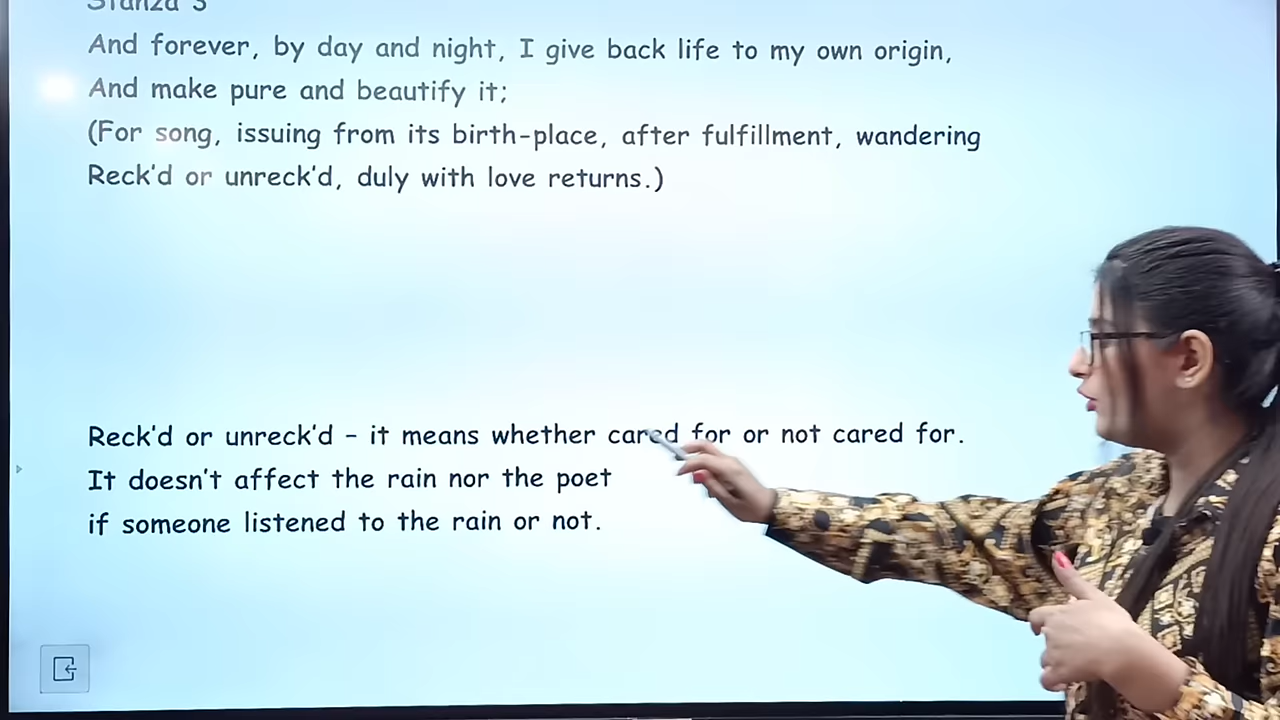 Stanza 3
And forever, by day and night, I give back life to my own origin,
And make pure and beautify it;
(For song, issuing from its birth-place, after fulfillment, wandering
Reck'd or unreck'd, duly with love returns.)
Reck'd or unreck'd – it means whether cared for or not cared for.
It doesn't affect the rain nor the poet
if someone listened to the rain or not.